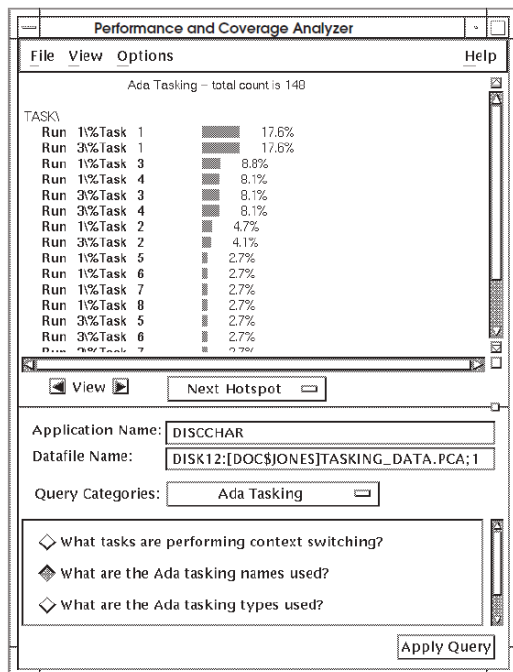 Performance and Coverage Analyzer
File View Options Help
Ada Tasking – total count is 148
TASK\
Run 1\%Task 1 17.6%
Run 3\%Task 1 17.6%
Run 1\%Task 3 8.8%
Run 1\%Task 4 8.1%
Run 3\%Task 3 8.1%
Run 3\%Task 4 8.1%
Run 1\%Task 2 4.7%
Run 3\%Task 2 4.1%
Run 1\%Task 5 2.7%
Run 1\%Task 6 2.7%
Run 1\%Task 7 2.7%
Run 1\%Task 8 2.7%
Run 3\%Task 5 2.7%
Run 3\%Task 6 2.7%
Run 3\%Task 7 2.7%
View Next Hotspot
Application Name: DISCCHAR
Datafile Name: DISK12:[DOC$JONES]TASKING_DATA.PCA;1
Query Categories: Ada Tasking
What tasks are performing context switching?
What are the Ada tasking names used?
What are the Ada tasking types used?
Apply Query